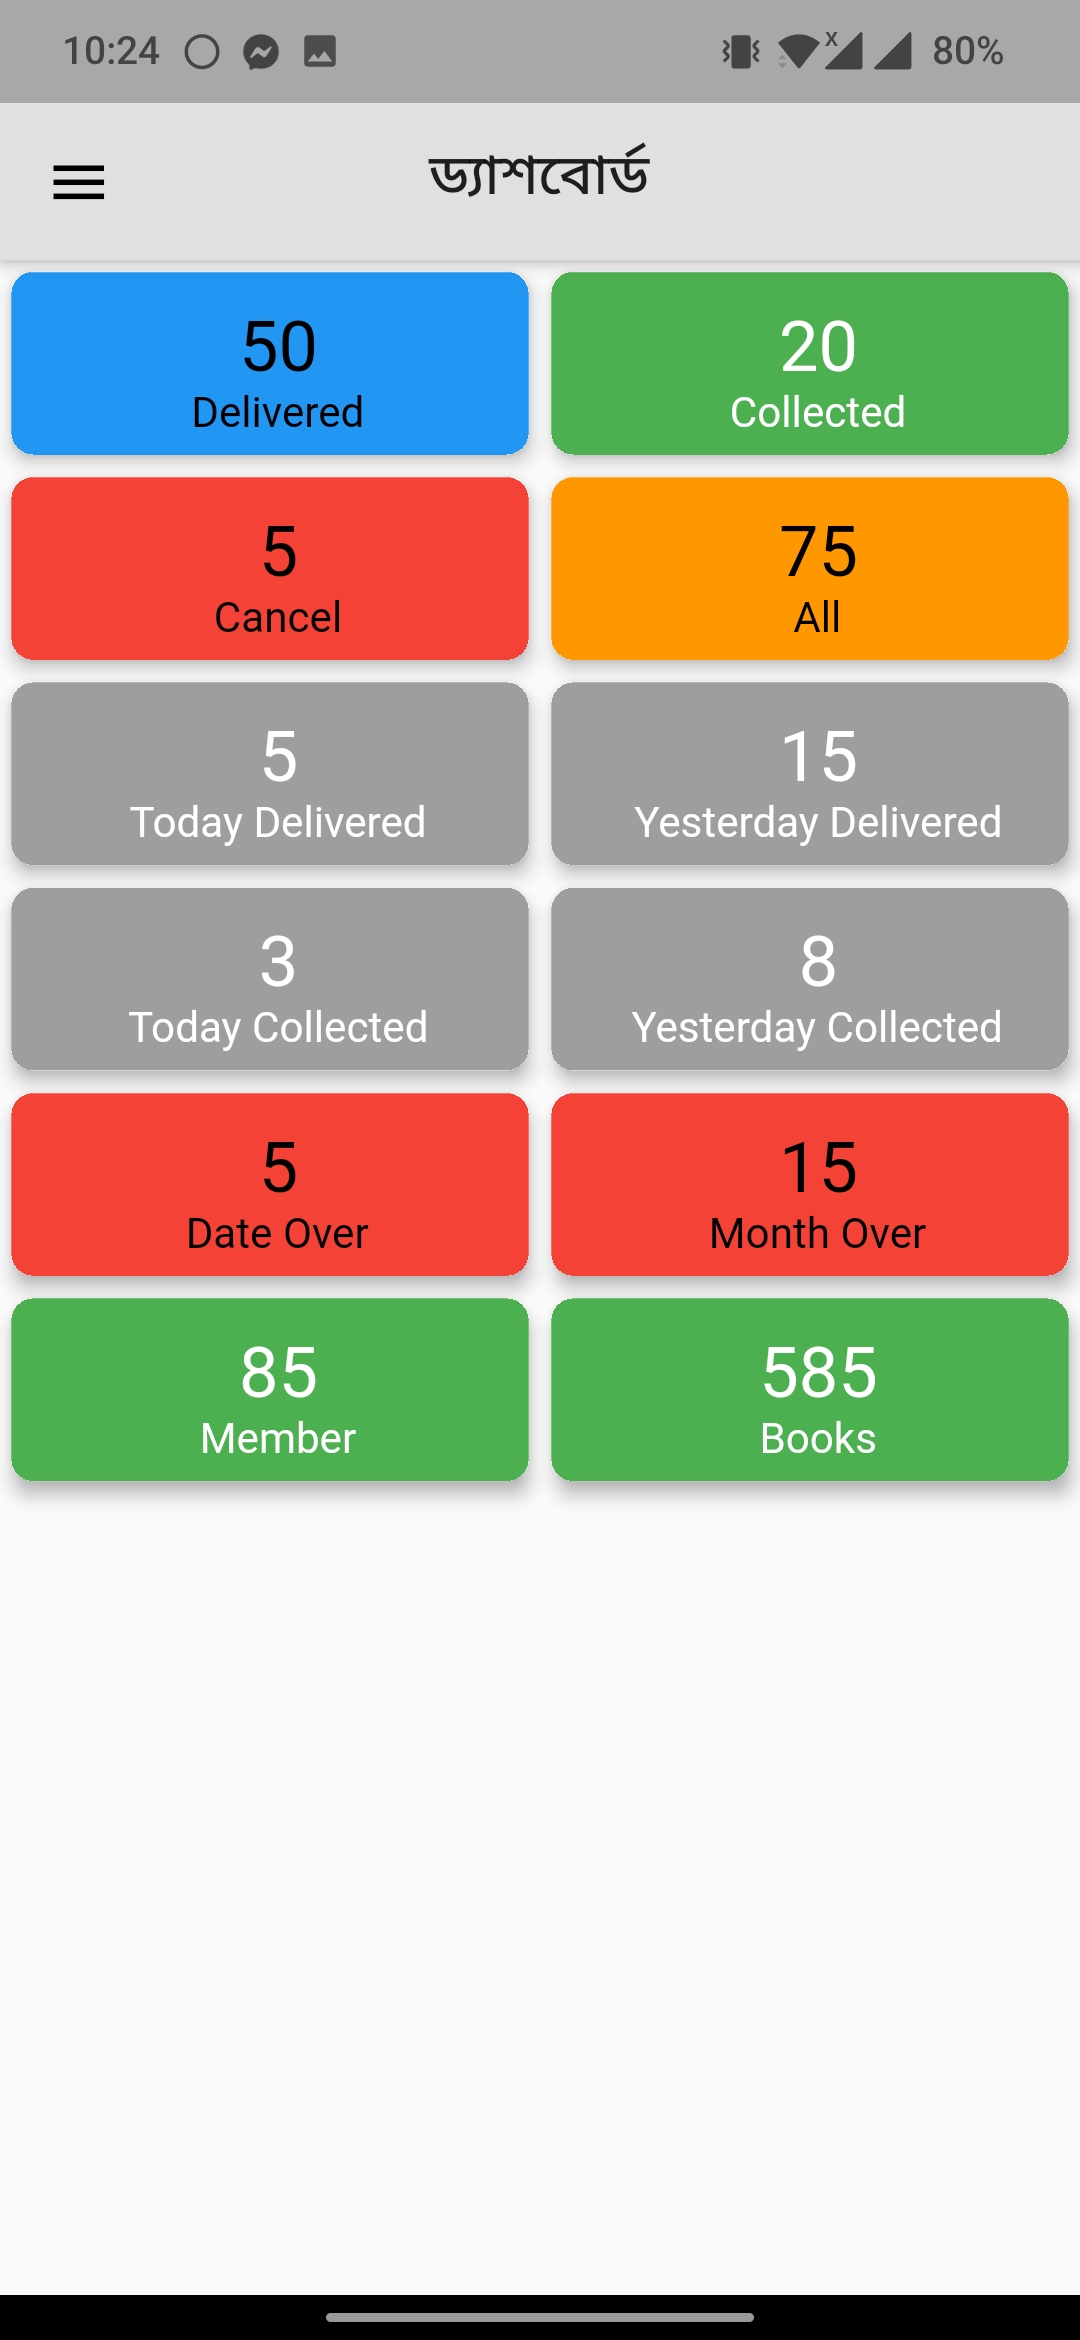 10:24 x 80%
ড্যাশবোর্ড
50 20
Delivered Collected
5 75
Cancel All
5 15
Today Delivered Yesterday Delivered
3 8
Today Collected Yesterday Collected
5 15
Date Over Month Over
85 585
Member Books